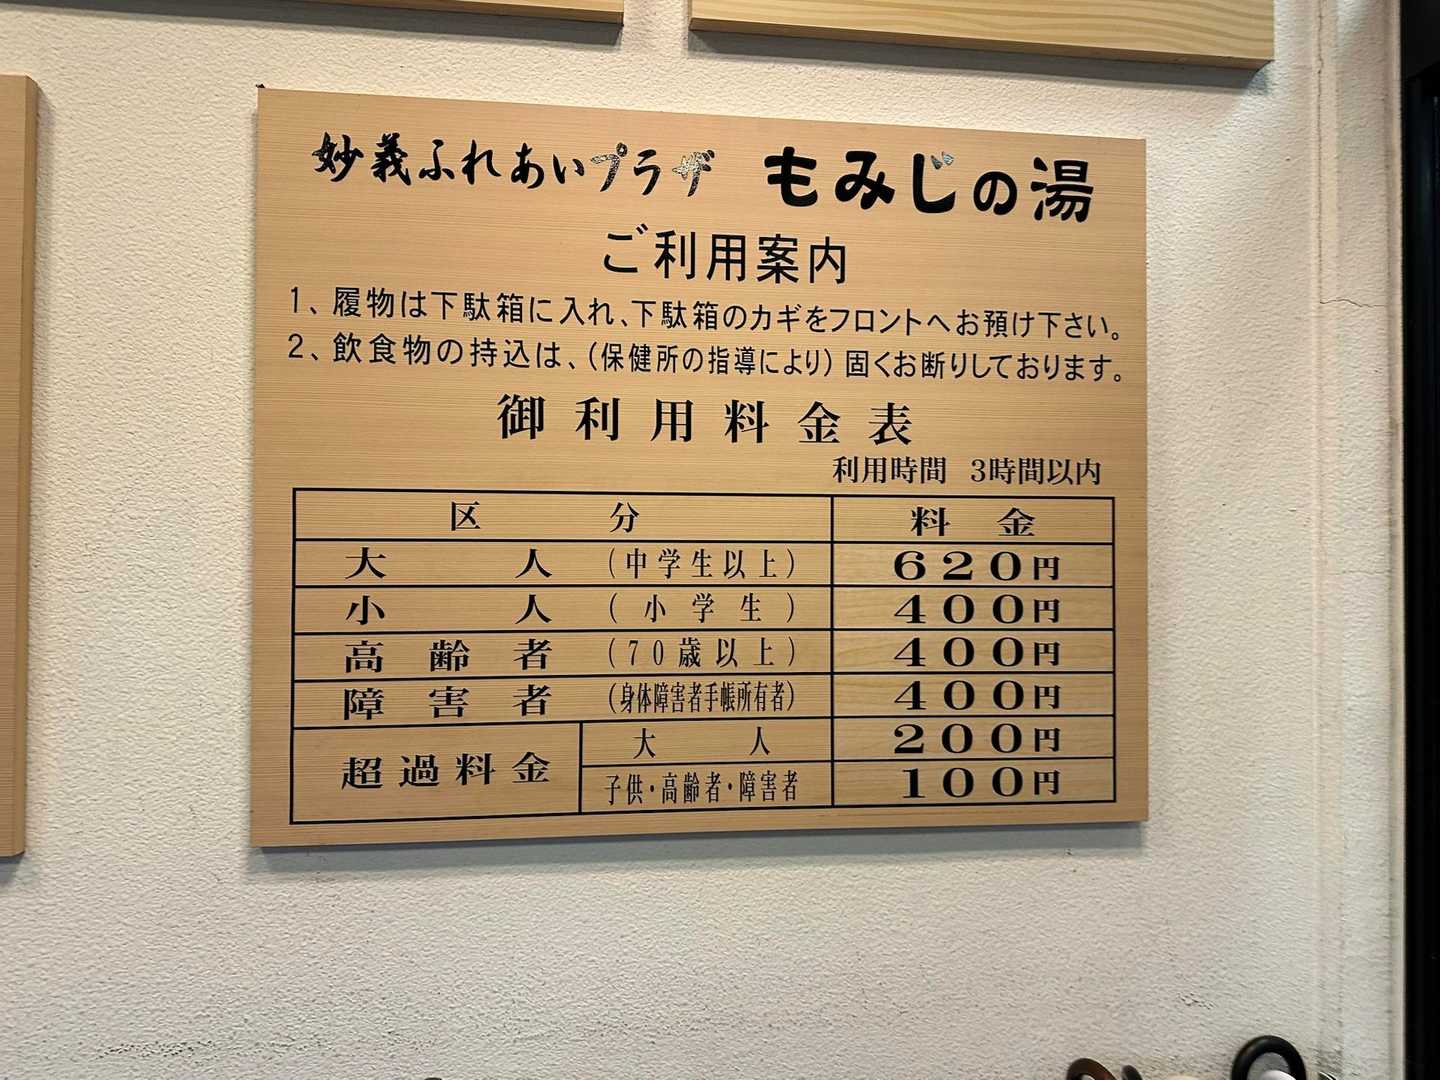 妙義ふれあいプラザ もみじの湯
ご利用案内
1、履物は下駄箱に入れ、下駄箱のカギをフロントへお預け下さい。
2、飲食物の持込は、(保健所の指導により)固くお断りしております。
御利用料金表
利用時間 3時間以内
区分 料金
大人 (中学生以上) 620円
小人 (小学生) 400円
高齢者 (70歳以上) 400円
障害者 (身体障害者手帳所有者) 400円
超過料金 大人 200円
子供・高齢者・障害者 100円